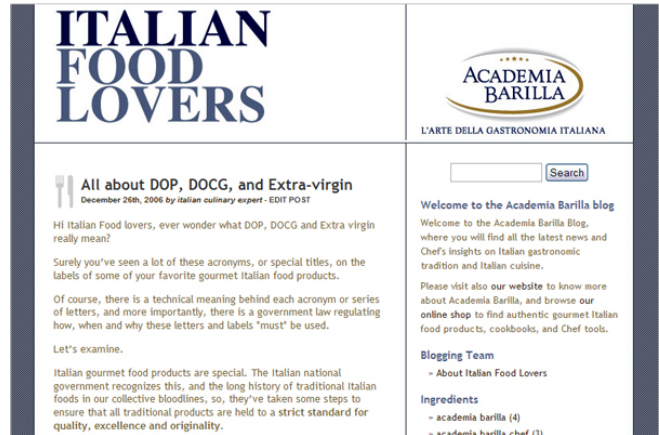 ITALIAN
FOOD
LOVERS
ACADEMIA
BARILLA
L'ARTE DELLA GASTRONOMIA ITALIANA
All about DOP, DOCG, and Extra-virgin
December 26th, 2006 by italian culinary expert - EDIT POST
Hi Italian Food lovers, ever wonder what DOP, DOCG and Extra virgin
really mean?
Surely you've seen a lot of these acronyms, or special titles, on the
labels of some of your favorite gourmet Italian food products.
Of course, there is a technical meaning behind each acronym or series
of letters, and more importantly, there is a government law regulating
how, when and why these letters and labels "must" be used.
Let's examine.
Italian gourmet food products are special. The Italian national
government recognizes this, and the long history of traditional Italian
foods in our collective bloodlines, so, they've taken some steps to
ensure that all traditional products are held to a strict standard for
quality, excellence and originality.
Search
Welcome to the Academia Barilla blog
Welcome to the Academia Barilla Blog,
where you will find all the latest news and
Chef's insights on Italian gastronomic
tradition and Italian cuisine.
Please visit also our website to know more
about Academia Barilla, and browse our
online shop to find authentic gourmet Italian
food products, cookbooks, and Chef tools.
Blogging Team
» About Italian Food Lovers
Ingredients
» academia barilla (4)
» academia barilla chef (3)